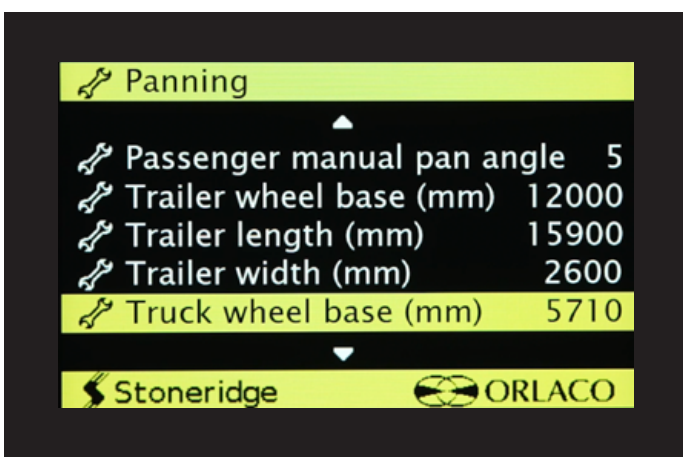 Panning
Passenger manual pan angle 5
Trailer wheel base (mm) 12000
Trailer length (mm) 15900
Trailer width (mm) 2600
Truck wheel base (mm) 5710
Stoneridge ORLACO